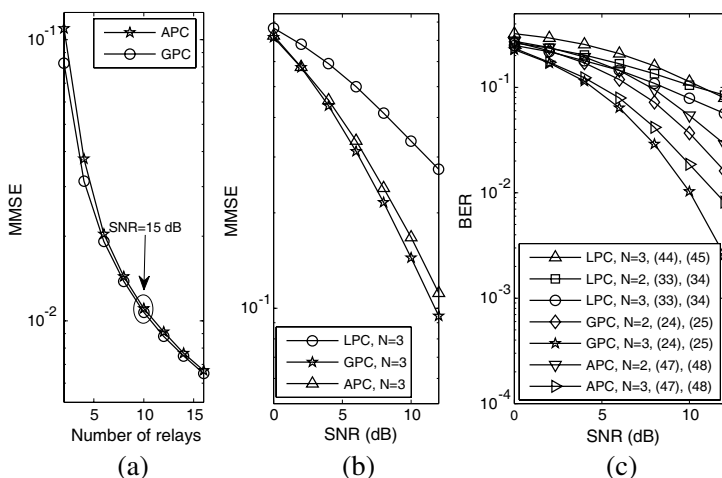 10^-1
10^-2
MMSE
APC
GPC
SNR=15 dB
5 10 15
Number of relays
(a)
10^-1
MMSE
LPC, N=3
GPC, N=3
APC, N=3
0 5 10
SNR (dB)
(b)
10^-1
10^-2
10^-3
10^-4
BER
LPC, N=3, (44), (45)
LPC, N=2, (33), (34)
LPC, N=3, (33), (34)
GPC, N=2, (24), (25)
GPC, N=3, (24), (25)
APC, N=2, (47), (48)
APC, N=3, (47), (48)
0 5 10
SNR (dB)
(c)